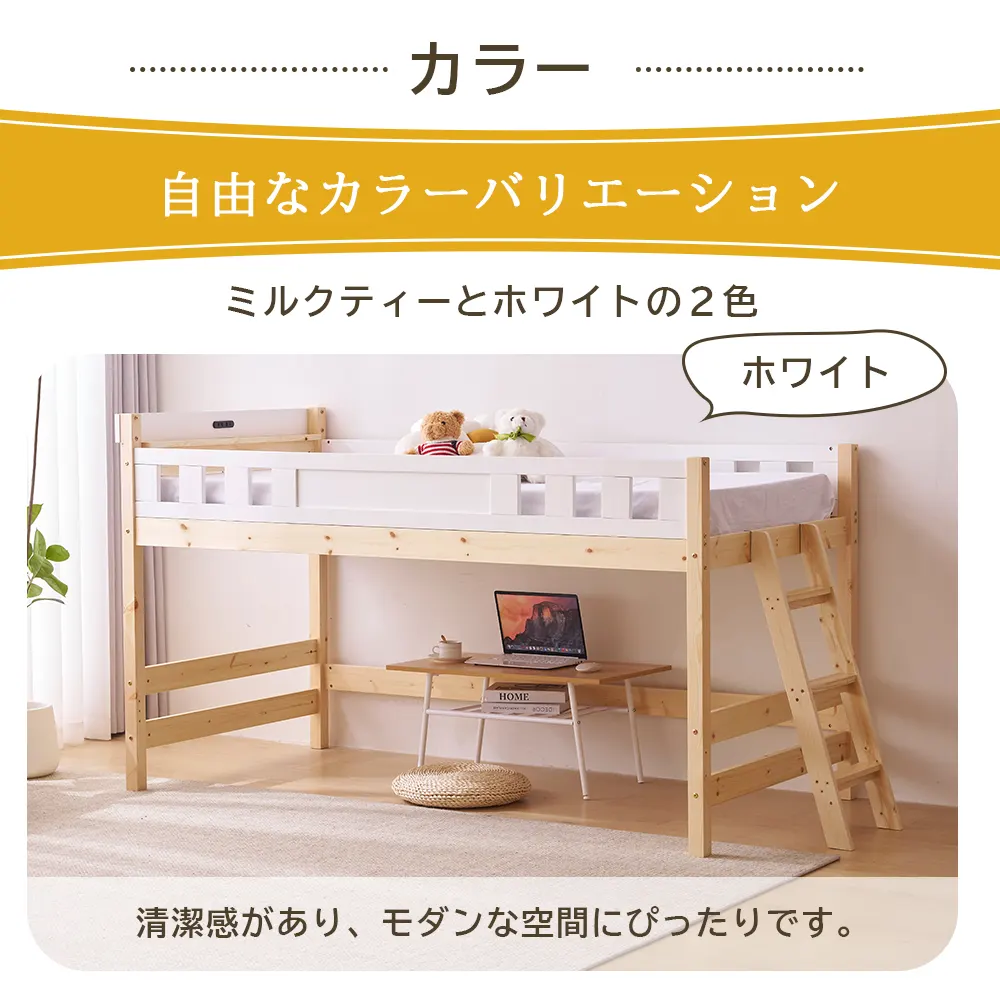 カラー
自由なカラーバリエーション
ミルクティーとホワイトの2色
ホワイト
HOME
清潔感があり、モダンな空間にぴったりです。